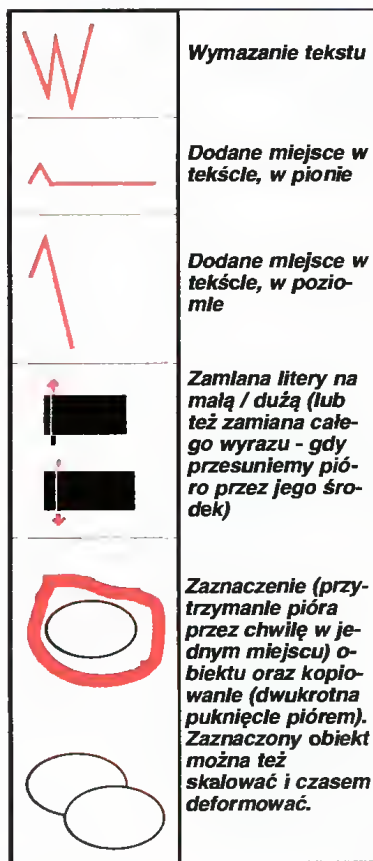 Wymazanie tekstu
Dodane miejsce w
tekście, w pionie
Dodane miejsce w
tekście, w pozio-
mie
Zamiana litery na
małą / dużą (lub
też zamiana całe-
go wyrazu - gdy
przesuniemy pió-
ro przez jego śro-
dek)
Zaznaczenie (przy-
trzymanie pióra
przez chwilę w je-
dnym miejscu) o-
biektu oraz kopio-
wanie (dwukrotna
puknięcie piórem).
Zaznaczony obiekt
można też
skalować i czasem
deformować.